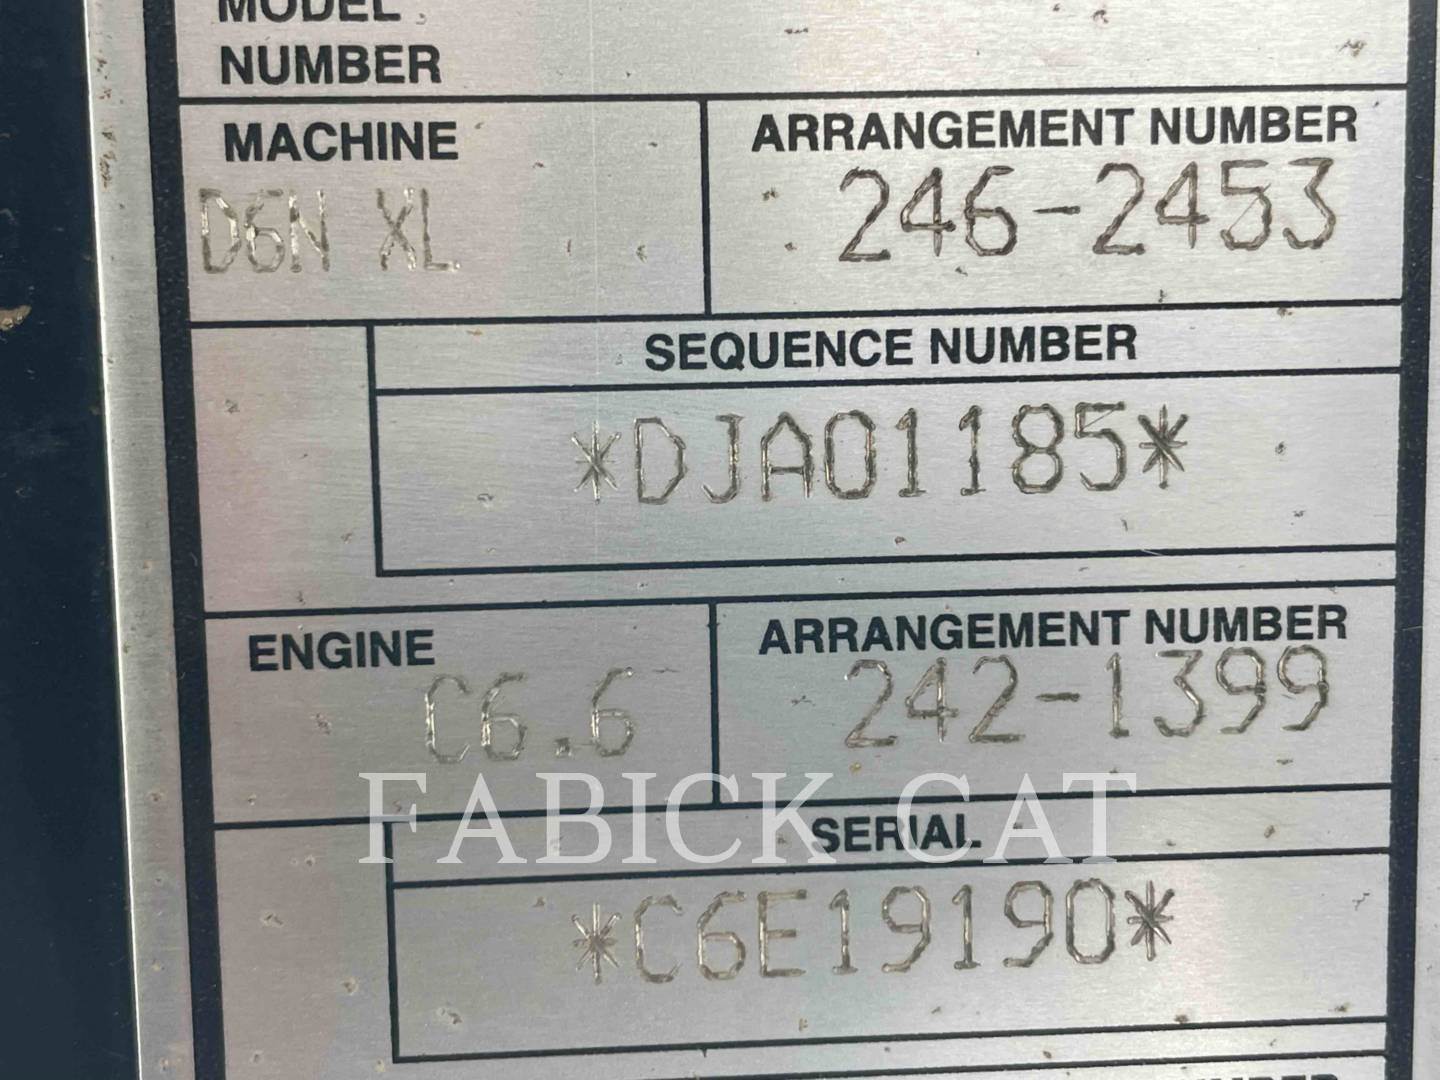 MODEL
NUMBER
MACHINE
D6N XL
ARRANGEMENT NUMBER
246-2453
SEQUENCE NUMBER
*DJA01185*
ENGINE
C6.6
ARRANGEMENT NUMBER
242-1399
FABICK CAT
SERIAL
*C6E19190*
NUMBER